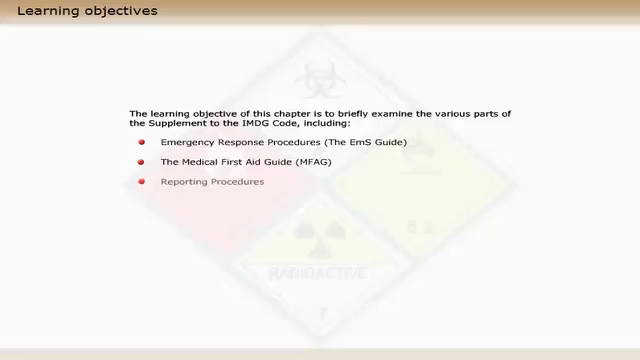 Learning objectives
The learning objective of this chapter is to briefly examine the various parts of
the Supplement to the IMDG Code, including:
Emergency Response Procedures (The EmS Guide)
The Medical First Aid Guide (MFAG)
Reporting Procedures
RADIOACTIVE
7